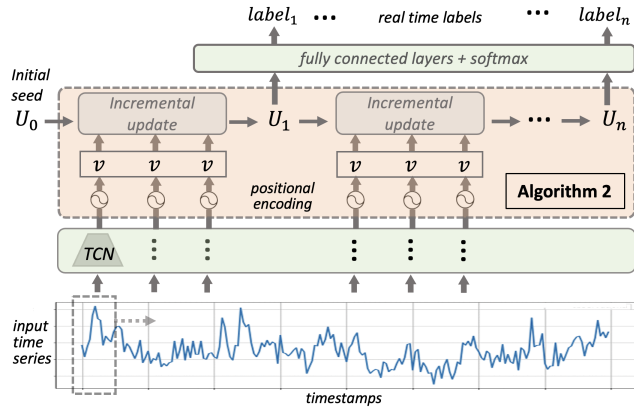 label1 ... real time labels ... labeln
fully connected layers + softmax
Initial
seed
U0
Incremental
update
U1
Incremental
update
... Un
v v v
v v v
positional
encoding
Algorithm 2
TCN
input
time
series
timestamps